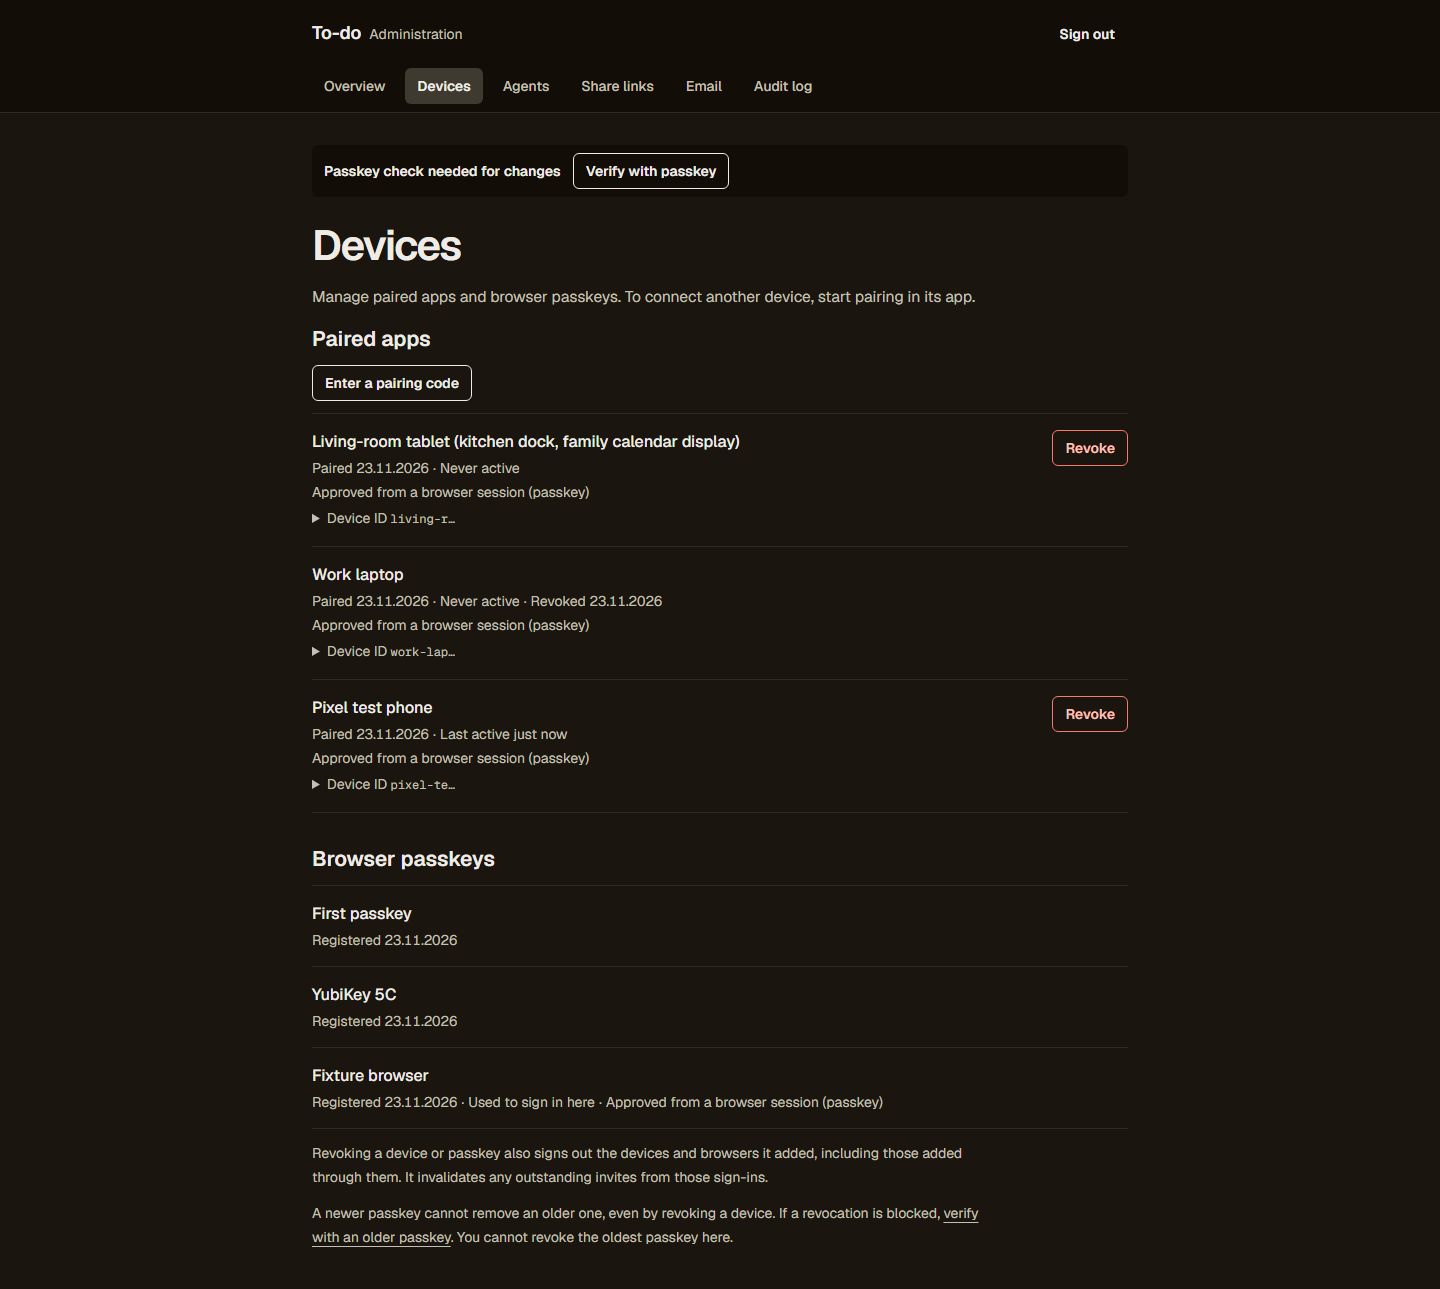 To-do Administration
Sign out
Overview Devices Agents Share links Email Audit log
Passkey check needed for changes Verify with passkey
Devices
Manage paired apps and browser passkeys. To connect another device, start pairing in its app.
Paired apps
Enter a pairing code
Living-room tablet (kitchen dock, family calendar display)
Revoke
Paired 23.11.2026 · Never active
Approved from a browser session (passkey)
Device ID living-r…
Work laptop
Paired 23.11.2026 · Never active · Revoked 23.11.2026
Approved from a browser session (passkey)
Device ID work-lap…
Pixel test phone
Revoke
Paired 23.11.2026 · Last active just now
Approved from a browser session (passkey)
Device ID pixel-te…
Browser passkeys
First passkey
Registered 23.11.2026
YubiKey 5C
Registered 23.11.2026
Fixture browser
Registered 23.11.2026 · Used to sign in here · Approved from a browser session (passkey)
Revoking a device or passkey also signs out the devices and browsers it added, including those added
through them. It invalidates any outstanding invites from those sign-ins.
A newer passkey cannot remove an older one, even by revoking a device. If a revocation is blocked, verify
with an older passkey. You cannot revoke the oldest passkey here.